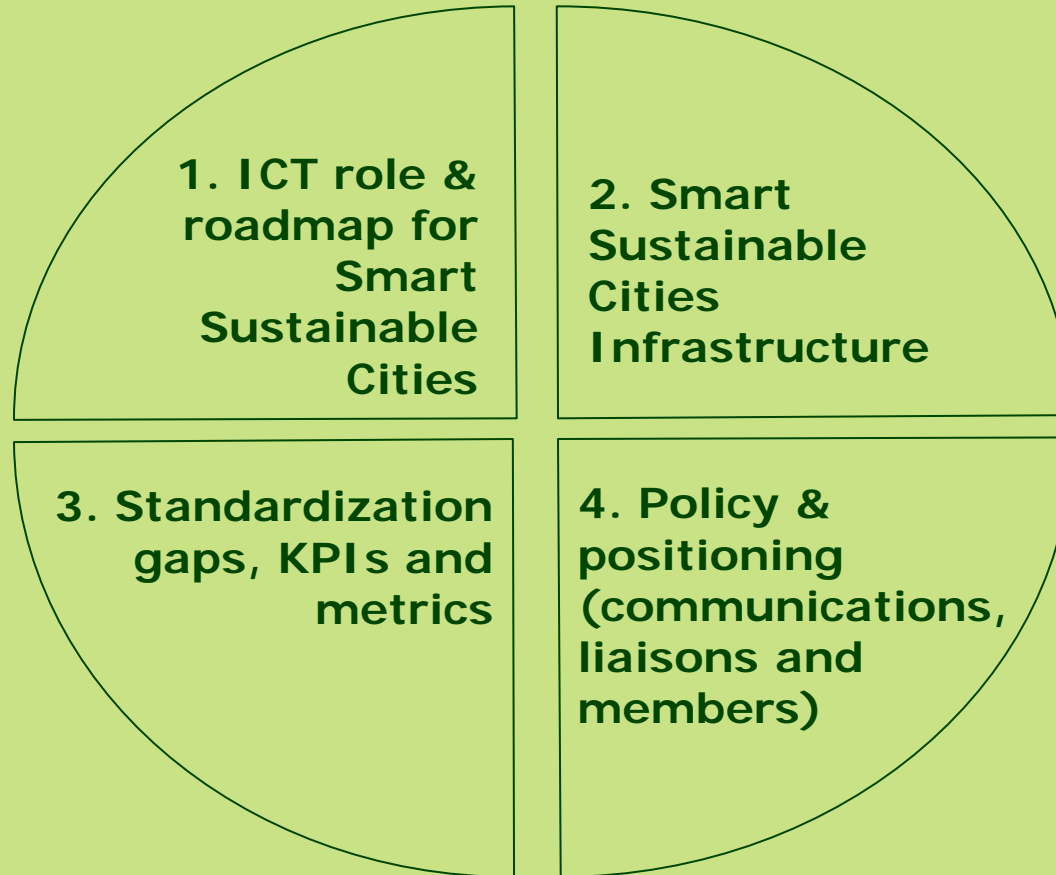 1. ICT role &
roadmap for
Smart
Sustainable
Cities
2. Smart
Sustainable
Cities
Infrastructure
3. Standardization
gaps, KPIs and
metrics
4. Policy &
positioning
(communications,
liaisons and
members)